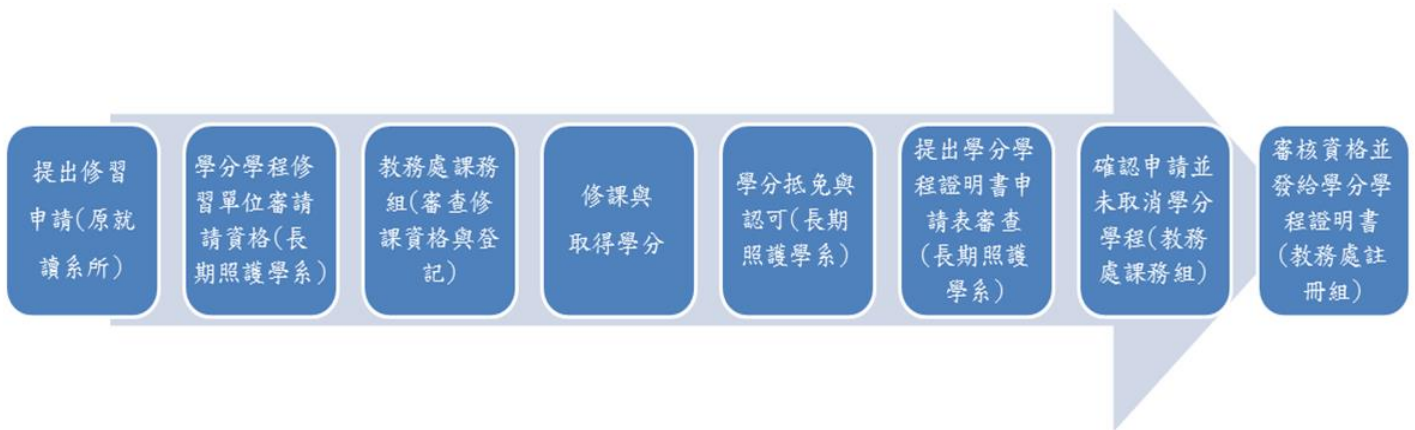 提出修習
申請(原就
讀系所)
學分學程修
習單位審請
請資格(長
期照護學系)
教務處課務
組(審查修
課資格與登
記)
修課與
取得學分
學分抵免與
認可(長期
照護學系)
提出學分學
程證明書申
請表審查
(長期照護
學系)
確認申請並
未取消學分
學程(教務
處課務組)
審核資格並
發給學分學
程證明書
(教務處註
冊組)